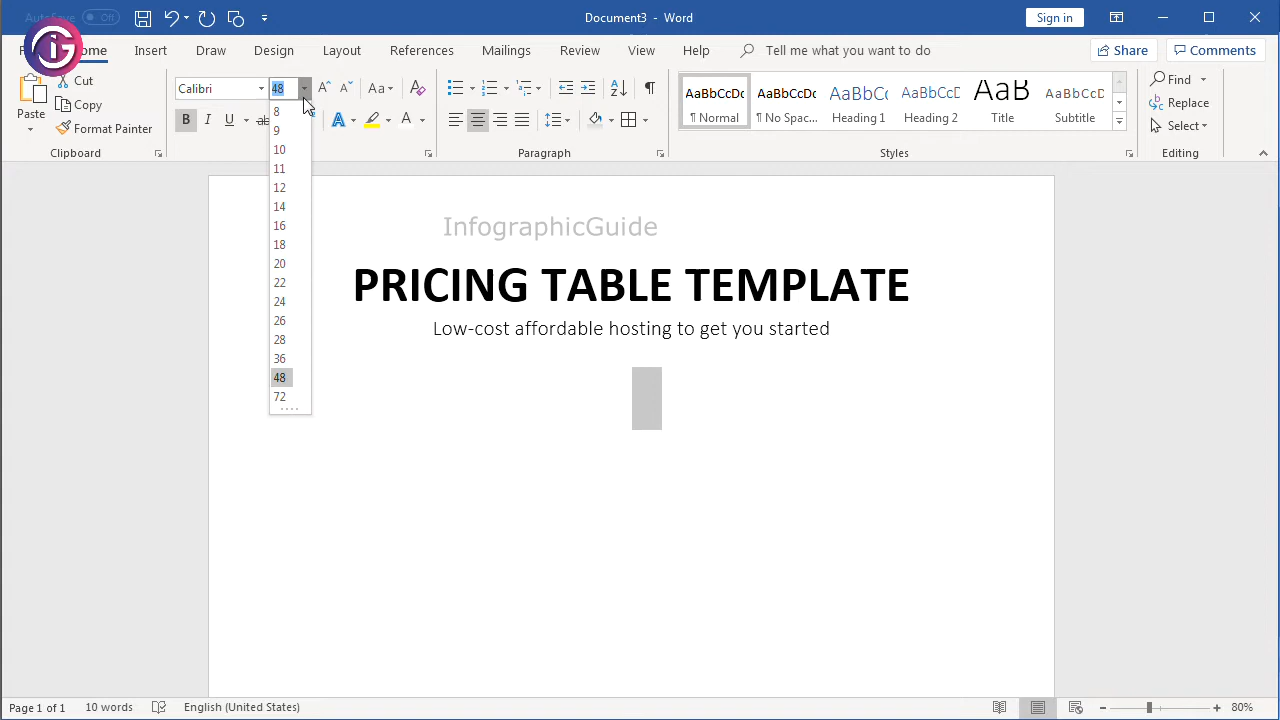 AutoSave Off
Document3 - Word
Sign in
Insert Draw Design Layout References Mailings Review View Help Tell me what you want to do Share Comments
Paste
Cut
Copy
Format Painter
Clipboard
Calibri 48
Aa
B I U ab A A
8
9
10
11
12
14
16
18
20
22
24
26
28
36
48
72
Paragraph
AaBbCcDc AaBbCcDc AaBbCc AaBbCcD AaB AaBbCcD
¶ Normal ¶ No Spac... Heading 1 Heading 2 Title Subtitle
Styles
Find
Replace
Select
Editing
InfographicGuide
PRICING TABLE TEMPLATE
Low-cost affordable hosting to get you started
Page 1 of 1 10 words English (United States) 80%